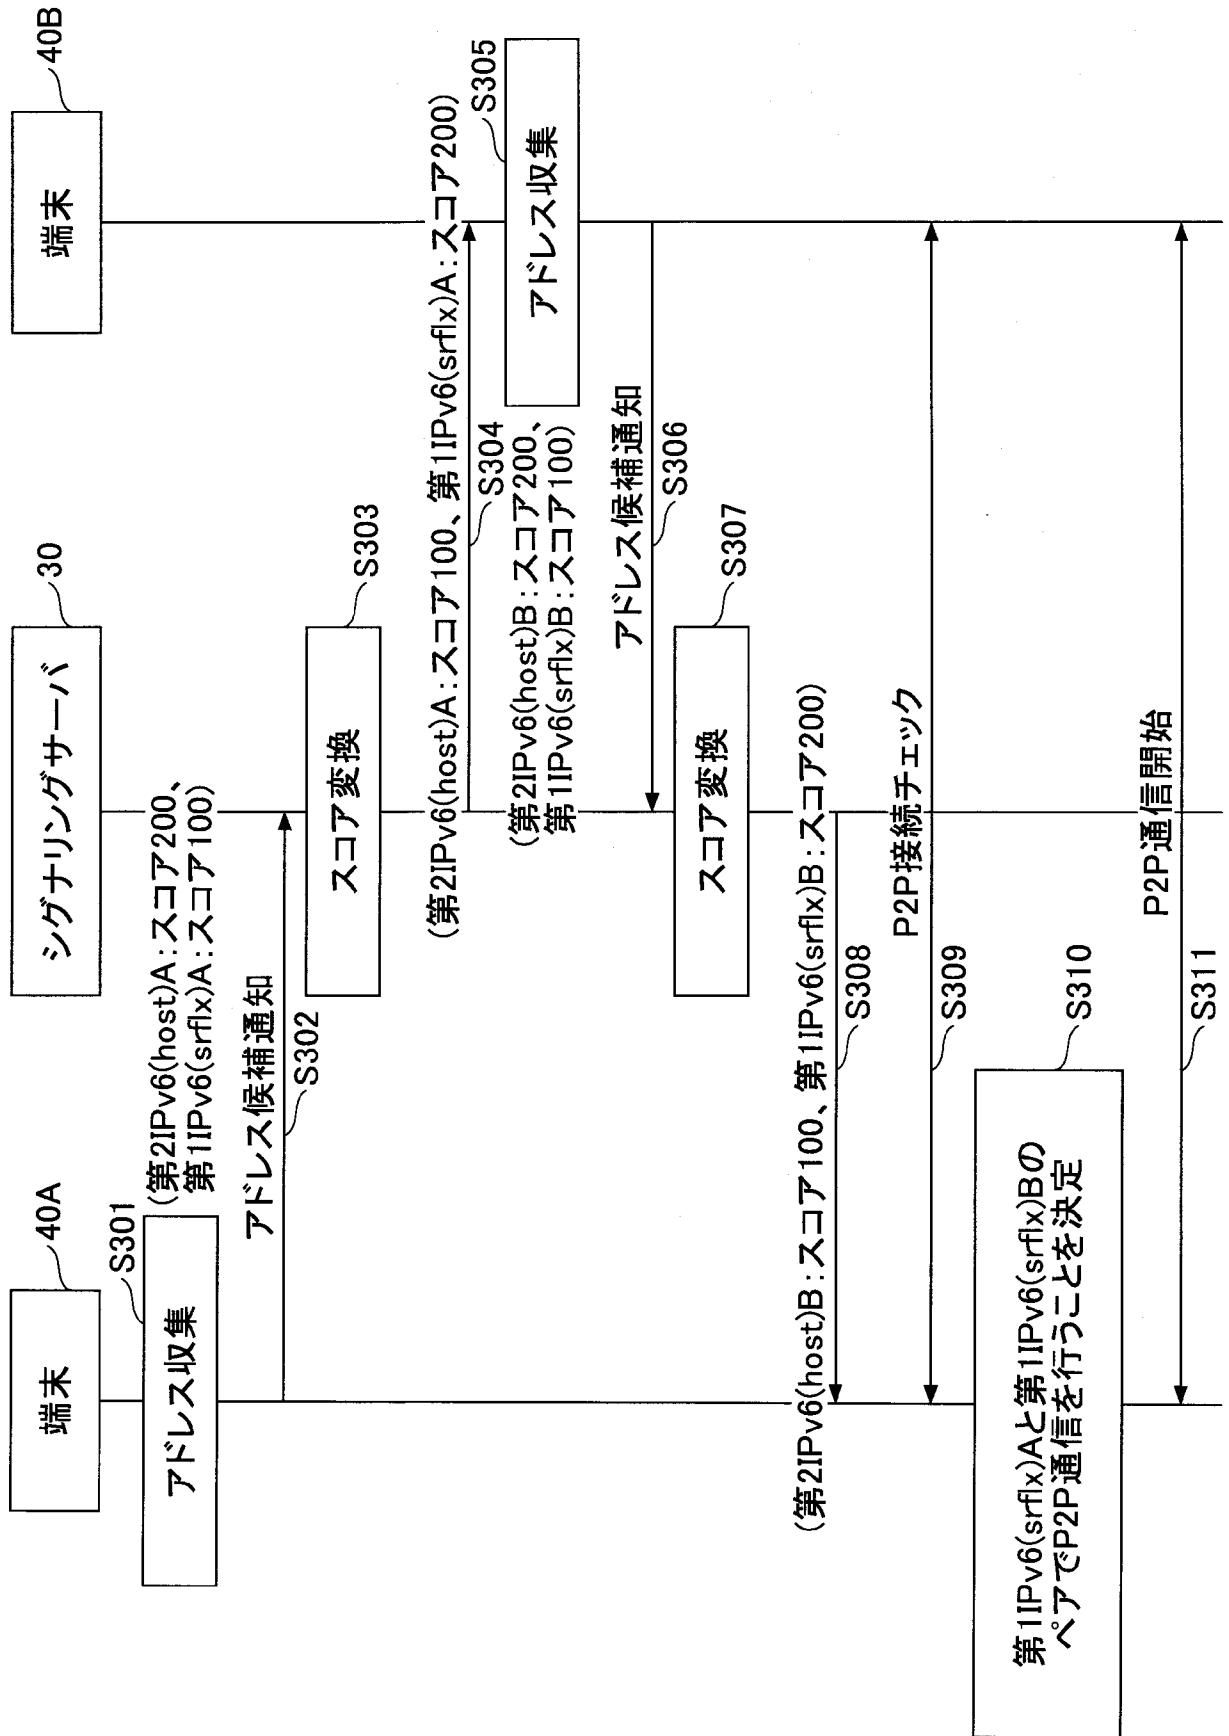 端末
40A
シグナリングサーバ
30
端末
40B
S301
アドレス収集
(第2IPv6(host)A:スコア200、
第1IPv6(srflx)A:スコア100)
アドレス候補通知
S302
スコア変換
S303
(第2IPv6(host)A:スコア100、第1IPv6(srflx)A:スコア200)
S304
S305
アドレス収集
(第2IPv6(host)B:スコア200、
第1IPv6(srflx)B:スコア100)
アドレス候補通知
S306
スコア変換
S307
(第2IPv6(host)B:スコア100、第1IPv6(srflx)B:スコア200)
S308
P2P接続チェック
S309
第1IPv6(srflx)Aと第1IPv6(srflx)Bの
ペアでP2P通信を行うことを決定
S310
P2P通信開始
S311